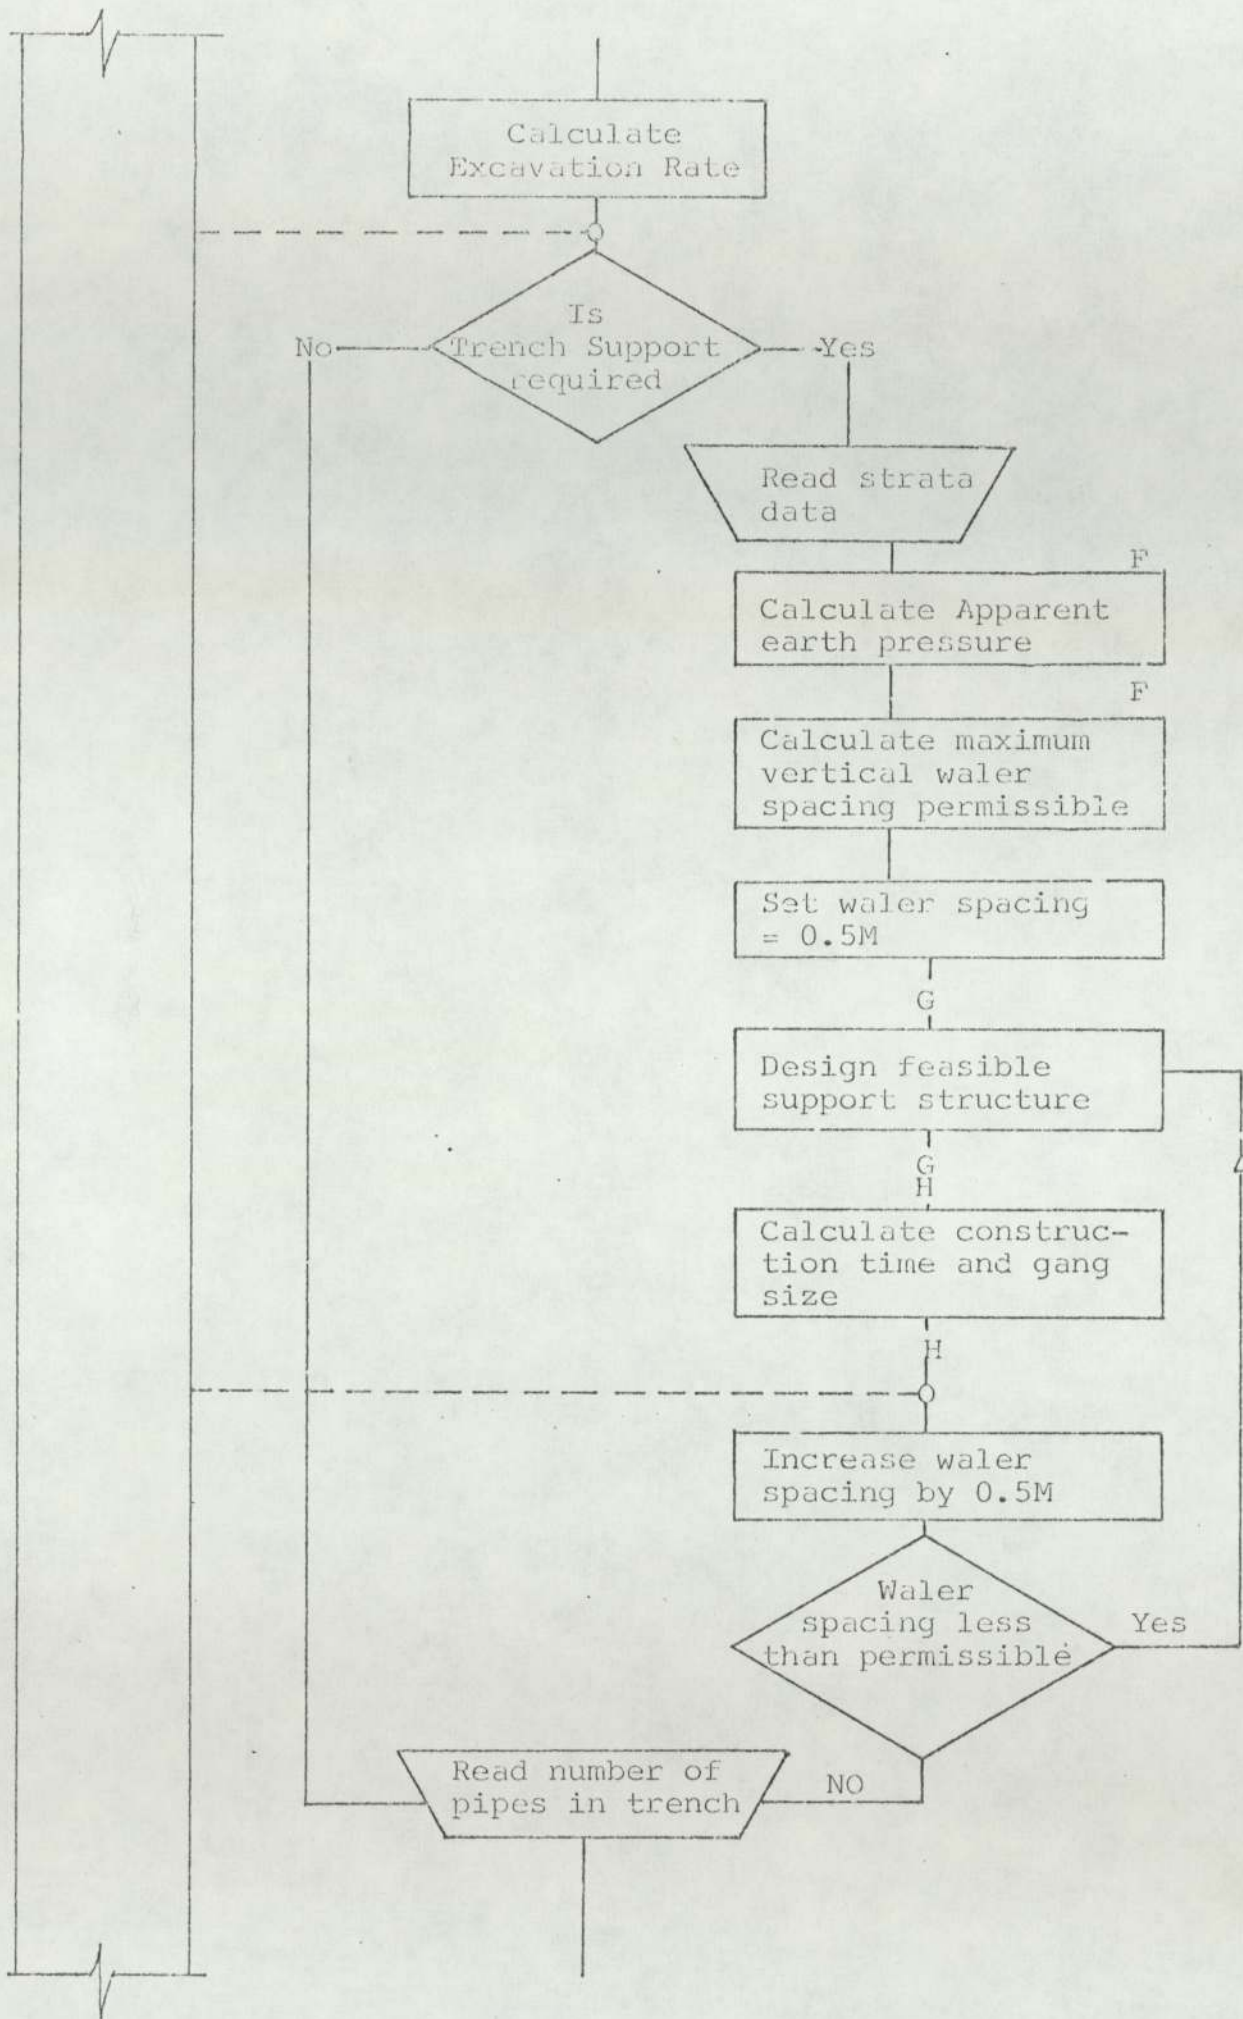 Calculate
Excavation Rate
Is
Trench Support
required
No
Yes
Read strata
data
F
Calculate Apparent
earth pressure
F
Calculate maximum
vertical waler
spacing permissible
Set waler spacing
= 0.5M
G
Design feasible
support structure
G
H
Calculate construc-
tion time and gang
size
H
Increase waler
spacing by 0.5M
Waler
spacing less
than permissible
Yes
NO
Read number of
pipes in trench